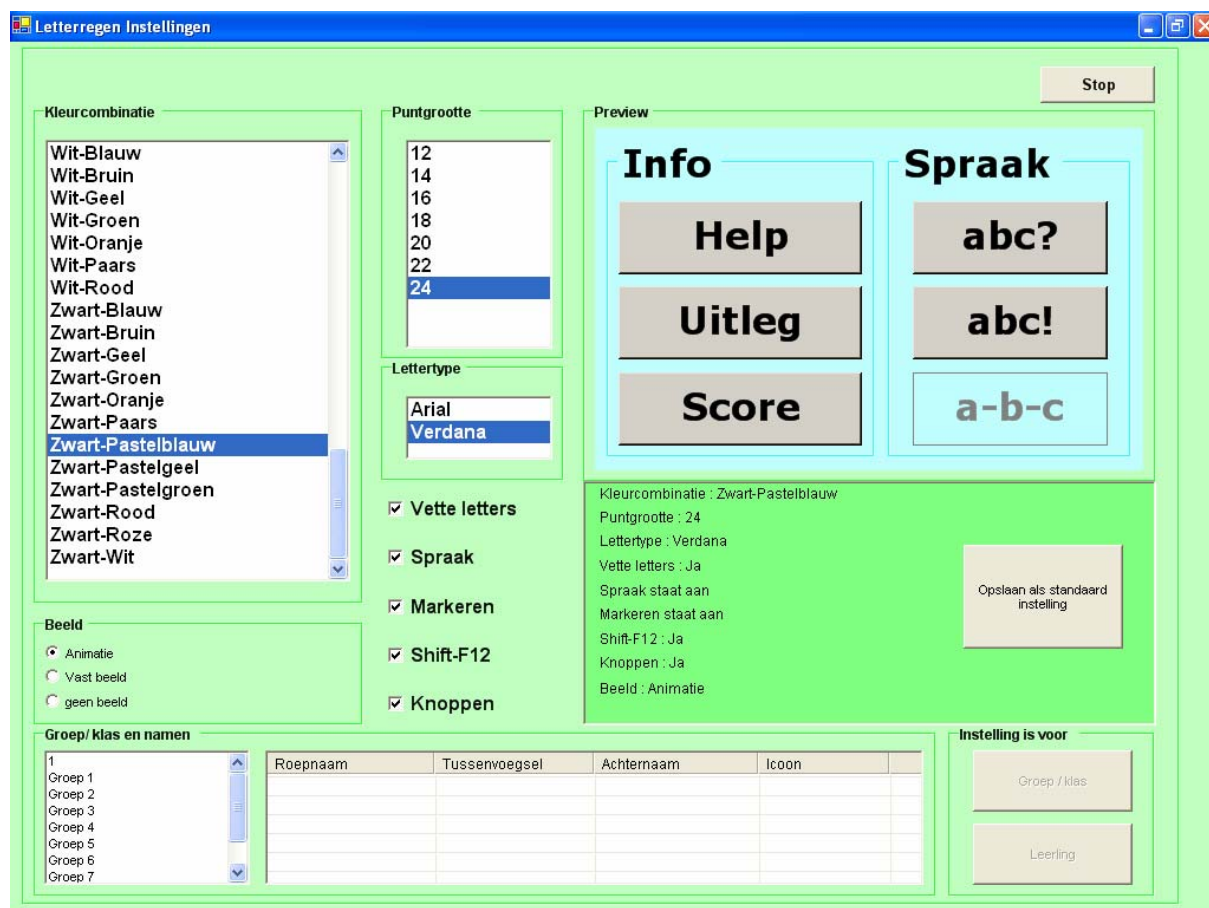 Letterregen Instellingen
Stop
Kleurcombinatie
Wit-Blauw
Wit-Bruin
Wit-Geel
Wit-Groen
Wit-Oranje
Wit-Paars
Wit-Rood
Zwart-Blauw
Zwart-Bruin
Zwart-Geel
Zwart-Groen
Zwart-Oranje
Zwart-Paars
Zwart-Pastelblauw
Zwart-Pastelgeel
Zwart-Pastelgroen
Zwart-Rood
Zwart-Roze
Zwart-Wit
Puntgrootte
12
14
16
18
20
22
24
Lettertype
Arial
Verdana
Preview
Info
Help
Uitleg
Score
Spraak
abc?
abc!
a-b-c
Vette letters
Spraak
Markeren
Shift-F12
Knoppen
Kleurcombinatie : Zwart-Pastelblauw
Puntgrootte : 24
Lettertype : Verdana
Vette letters : Ja
Spraak staat aan
Markeren staat aan
Shift-F12 : Ja
Knoppen : Ja
Beeld : Animatie
Opslaan als standaard
instelling
Beeld
Animatie
Vast beeld
geen beeld
Groep/ klas en namen
1
Groep 1
Groep 2
Groep 3
Groep 4
Groep 5
Groep 6
Groep 7
Roepnaam Tussenvoegsel Achternaam Icoon
Instelling is voor
Groep / klas
Leerling